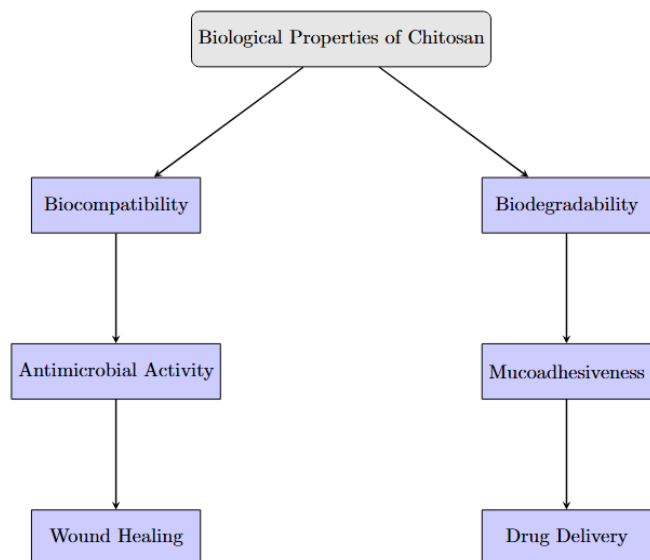 Biological Properties of Chitosan
Biocompatibility
Biodegradability
Antimicrobial Activity
Mucoadhesiveness
Wound Healing
Drug Delivery